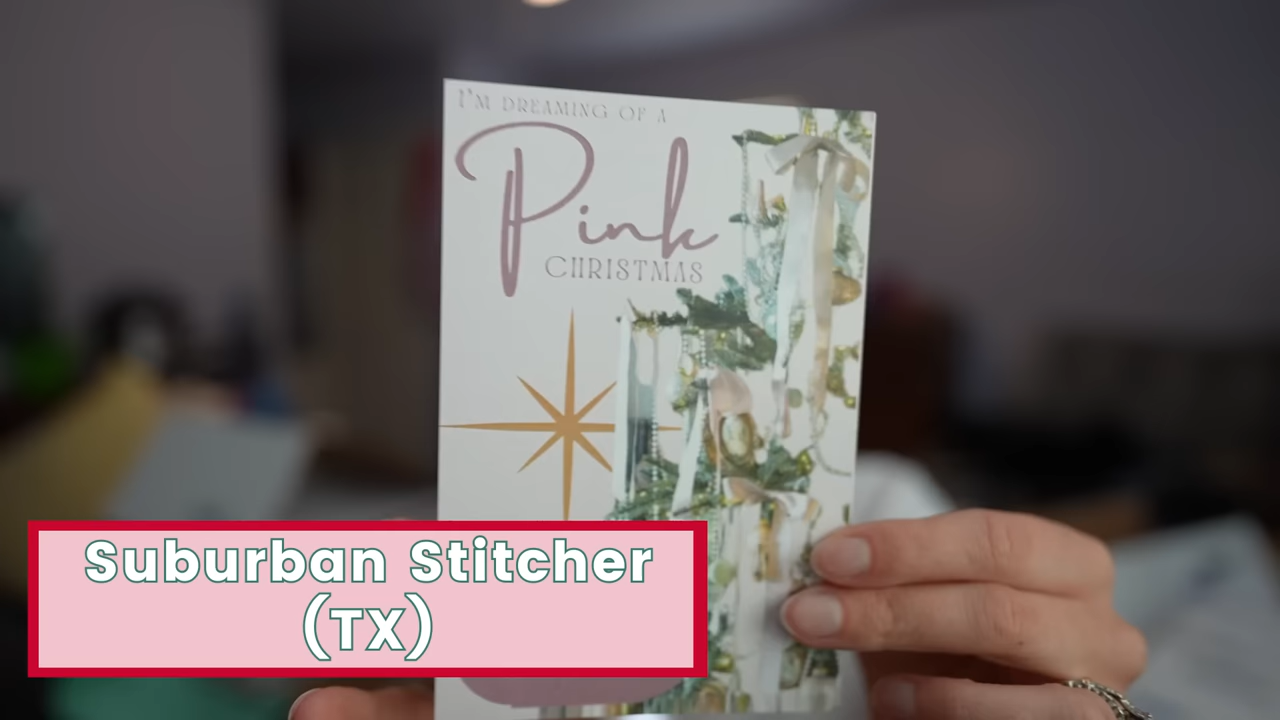 I'M DREAMING OF A
Pink
CHRISTMAS
Suburban Stitcher
(TX)